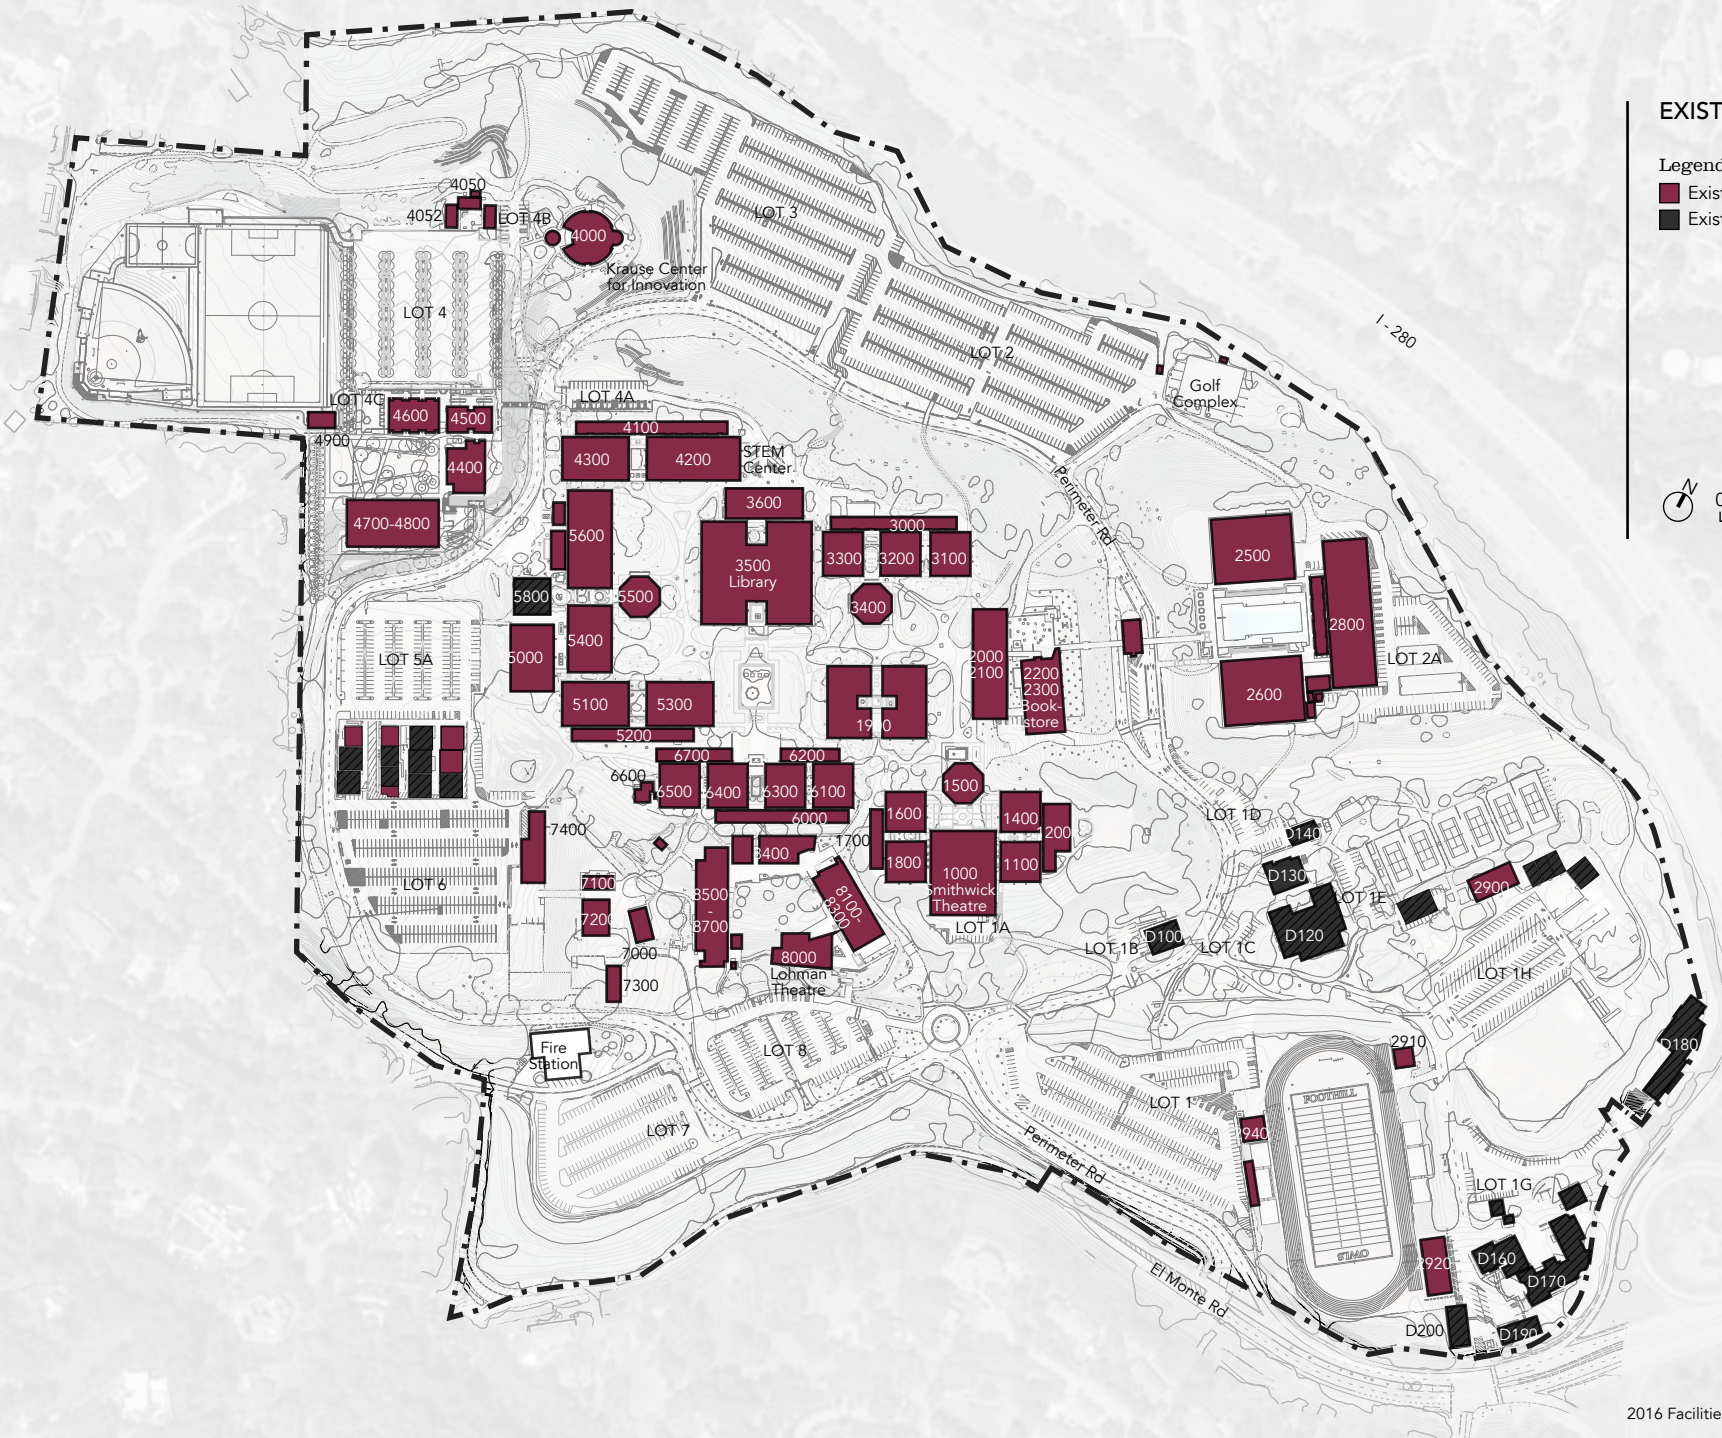 EXIST
Legend
Exist
Exist
N
I - 280
4050
4052
LOT 4B
4000
Krause Center
for Innovation
LOT 3
LOT 4
LOT 2
Golf
Complex
LOT 4C
LOT 4A
4600
4500
4900
4400
4700-4800
4100
4300
4200
STEM
Center
3600
5600
3500
Library
3000
3300
3200
3100
Perimeter Rd
2500
5800
5500
3400
2800
5400
5000
LOT 5A
2000
2100
2200
2300
Book-
store
2600
LOT 2A
5100
5300
1900
5200
6700
6200
6600
6500
6400
6300
6100
1500
6000
1600
1400
1200
LOT 1D
D140
7400
1700
8400
1800
1100
1000
Smithwick
Theatre
D130
LOT 6
7100
7200
8500
-
8700
8100-
8300
2900
LOT 1E
LOT 1A
D100
D120
LOT 1B
LOT 1C
7000
8000
Lohman
Theatre
7300
LOT 1H
Fire
Station
LOT 8
2910
D180
LOT 7
LOT 1
FOOTHILL
2940
Perimeter Rd
LOT 1G
OWLS
2920
D160
D170
El Monte Rd
D200
D190
2016 Facilitie